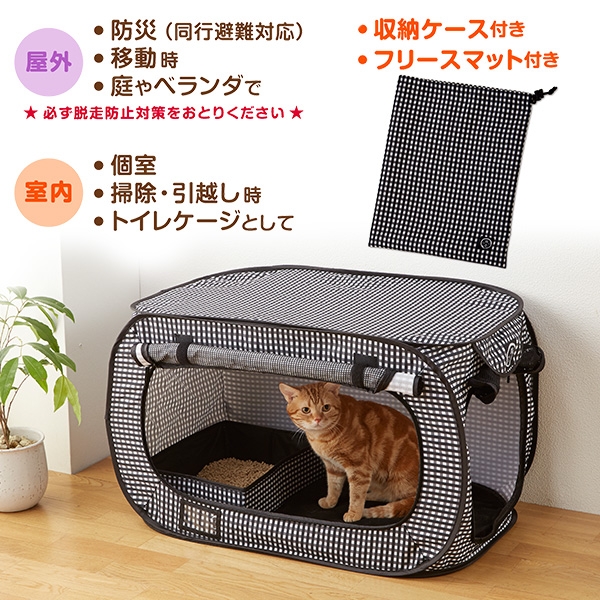 屋外
• 防災（同行避難対応）
• 移動時
• 庭やベランダで
★ 必ず脱走防止対策をおとりください ★
• 収納ケース付き
• フリースマット付き
室内
• 個室
• 掃除・引越し時
• トイレケージとして